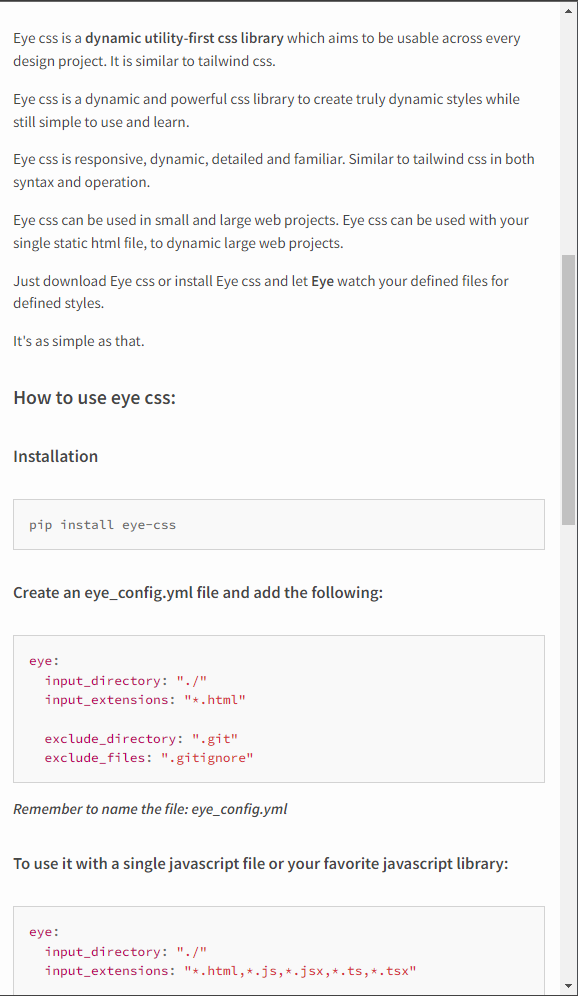 Eye css is a dynamic utility-first css library which aims to be usable across every
design project. It is similar to tailwind css.
Eye css is a dynamic and powerful css library to create truly dynamic styles while
still simple to use and learn.
Eye css is responsive, dynamic, detailed and familiar. Similar to tailwind css in both
syntax and operation.
Eye css can be used in small and large web projects. Eye css can be used with your
single static html file, to dynamic large web projects.
Just download Eye css or install Eye css and let Eye watch your defined files for
defined styles.
It's as simple as that.
How to use eye css:
Installation
pip install eye-css
Create an eye_config.yml file and add the following:
eye:
  input_directory: "./"
  input_extensions: "*.html"
  exclude_directory: ".git"
  exclude_files: ".gitignore"
Remember to name the file: eye_config.yml
To use it with a single javascript file or your favorite javascript library:
eye:
  input_directory: "./"
  input_extensions: "*.html,*.js,*.jsx,*.ts,*.tsx"